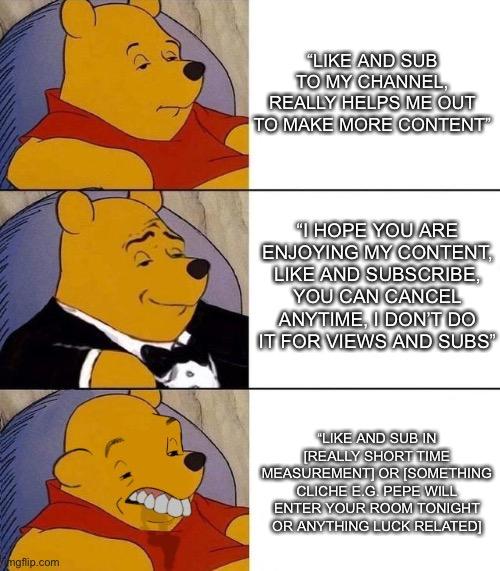 “LIKE AND SUB
TO MY CHANNEL,
REALLY HELPS ME OUT
TO MAKE MORE CONTENT”
“I HOPE YOU ARE
ENJOYING MY CONTENT,
LIKE AND SUBSCRIBE,
YOU CAN CANCEL
ANYTIME, I DON’T DO
IT FOR VIEWS AND SUBS”
“LIKE AND SUB IN
[REALLY SHORT TIME
MEASUREMENT] OR [SOMETHING
CLICHE E.G. PEPE WILL
ENTER YOUR ROOM TONIGHT
OR ANYTHING LUCK RELATED]
imgflip.com